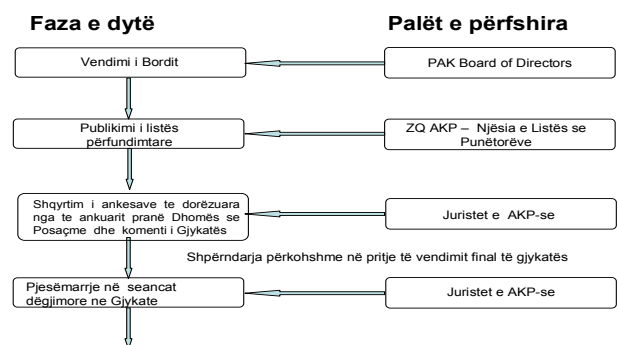 Faza e dytë
Palët e përfshira
Vendimi i Bordit
PAK Board of Directors
Publikimi i listës
përfundimtare
ZQ AKP – Njësia e Listës se
Punëtorëve
Shqyrtim i ankesave te dorëzuara
nga te ankuarit pranë Dhomës se
Posaçme dhe komenti i Gjykatës
Juristet e AKP-se
Shpërndarja përkohshme në pritje të vendimit final të gjykatës
Pjesëmarrje në seancat
dëgjimore ne Gjykate
Juristet e AKP-se